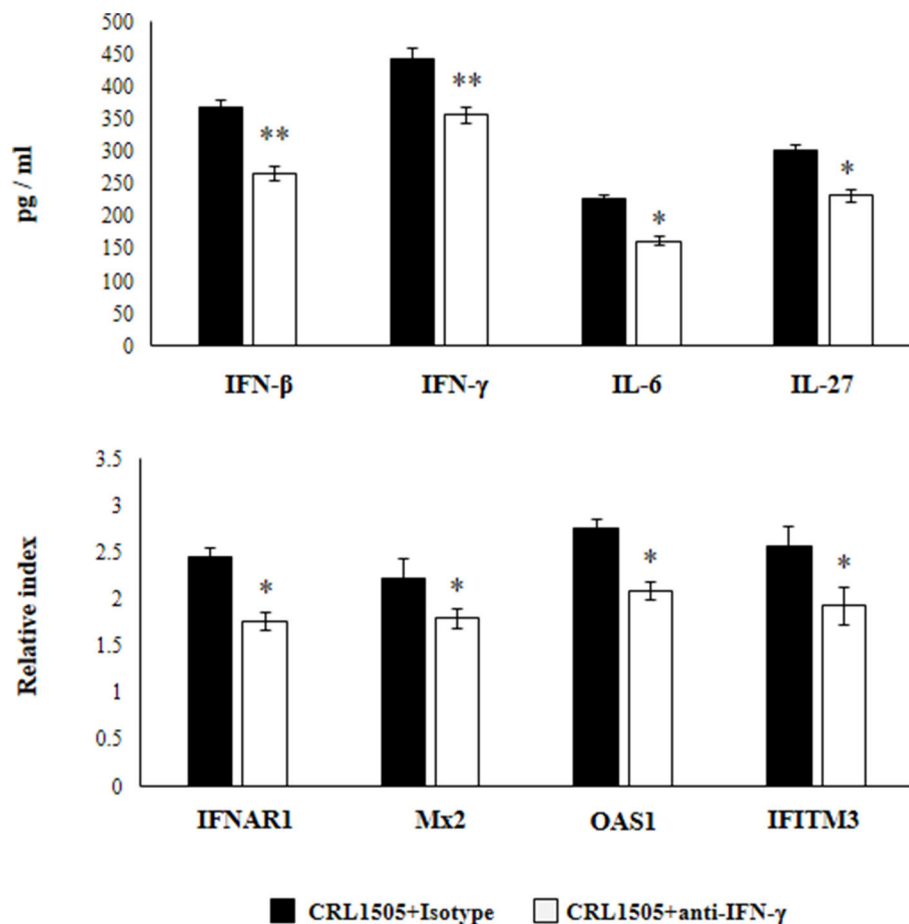 500
450
400
350
300
250
200
150
100
50
0
pg / ml
** ** * *
IFN-β IFN-γ IL-6 IL-27
3.5
3
2.5
2
1.5
1
0.5
0
Relative index
* * * *
IFNAR1 Mx2 OAS1 IFITM3
CRL1505+Isotype CRL1505+anti-IFN-γ